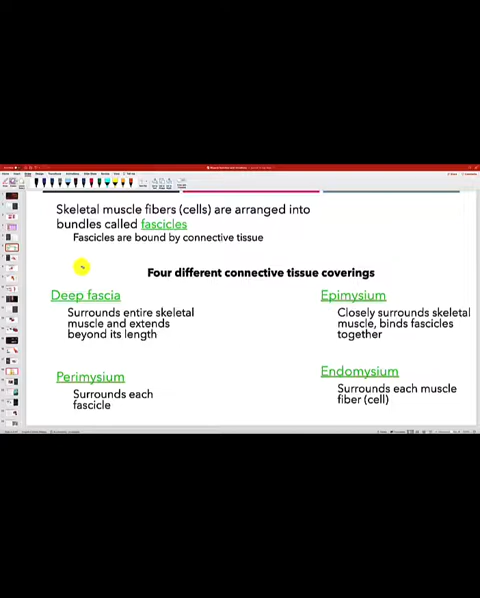 Skeletal muscle fibers (cells) are arranged into
bundles called fascicles
Fascicles are bound by connective tissue
Four different connective tissue coverings
Deep fascia
Surrounds entire skeletal
muscle and extends
beyond its length
Epimysium
Closely surrounds skeletal
muscle, binds fascicles
together
Perimysium
Surrounds each
fascicle
Endomysium
Surrounds each muscle
fiber (cell)